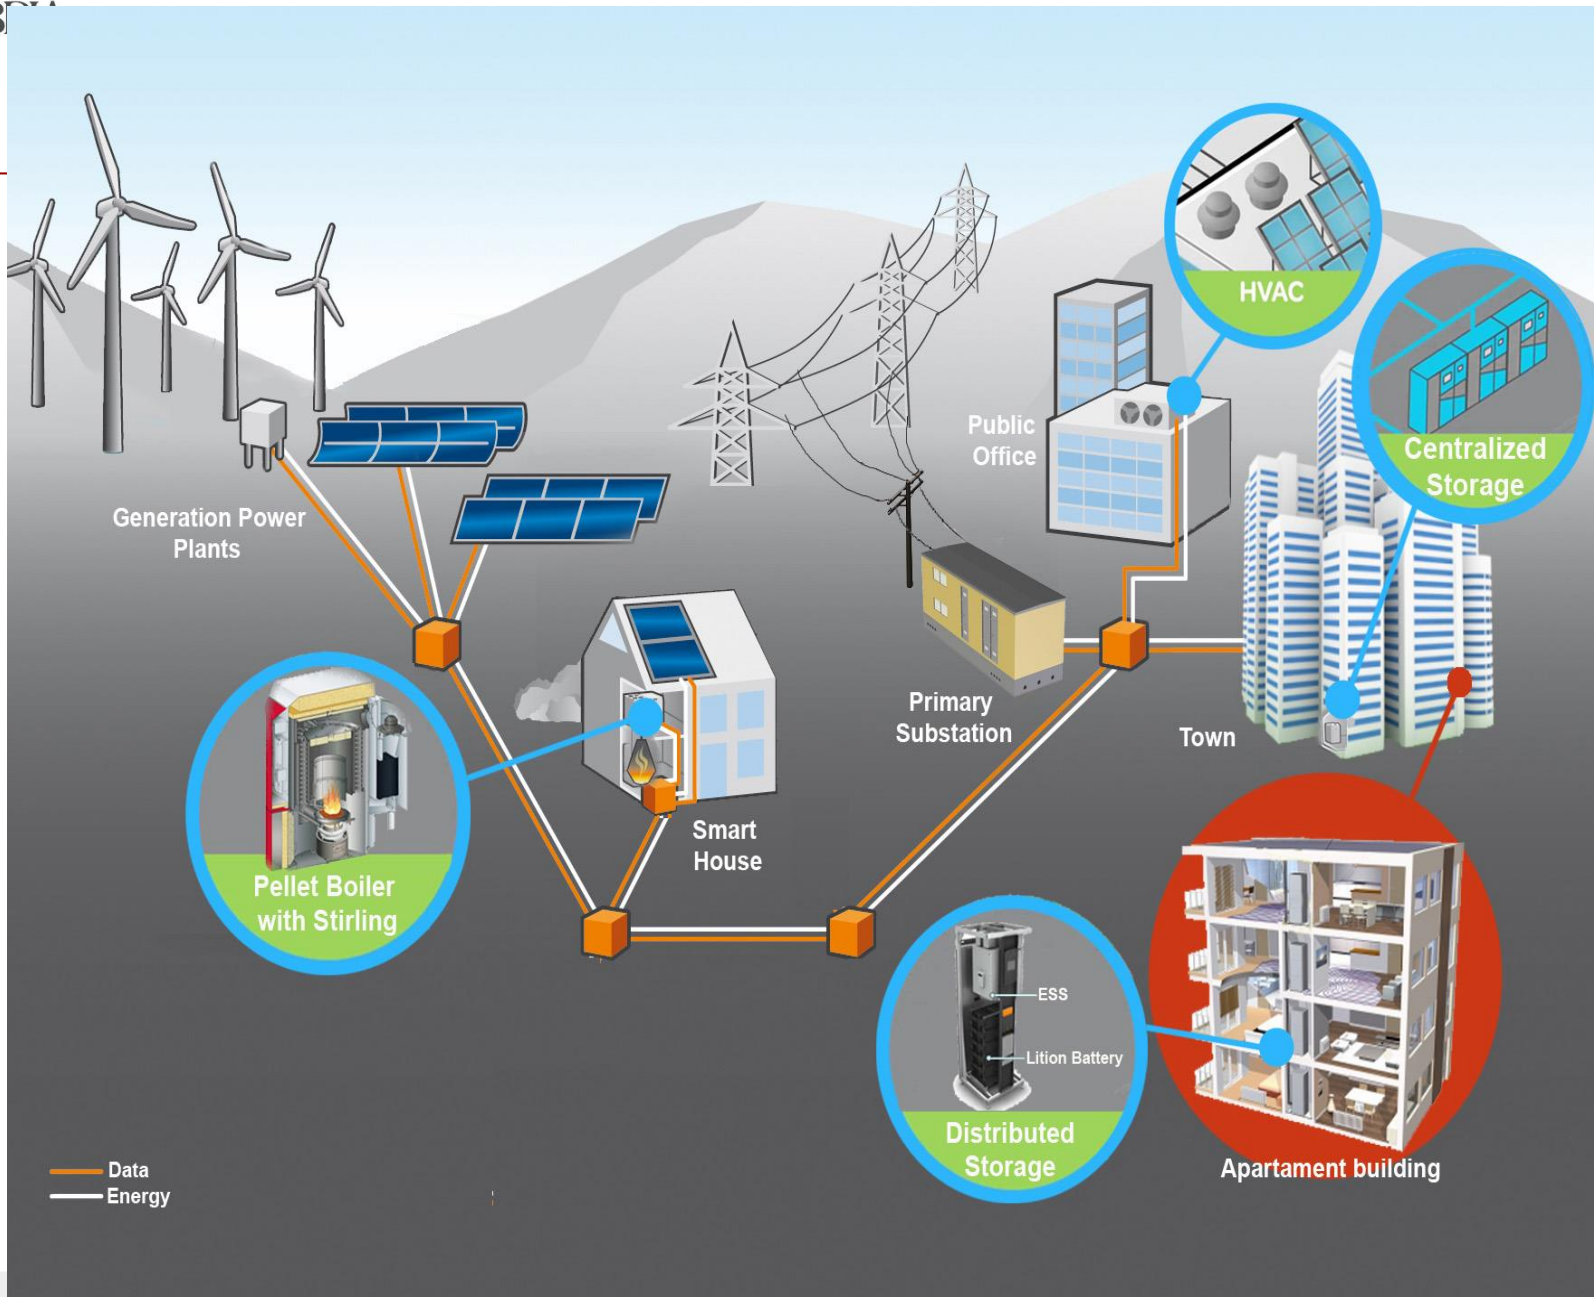 HVAC
Centralized
Storage
Public
Office
Generation Power
Plants
Primary
Substation
Town
Smart
House
Pellet Boiler
with Stirling
ESS
Lition Battery
Distributed
Storage
Apartament building
Data
Energy